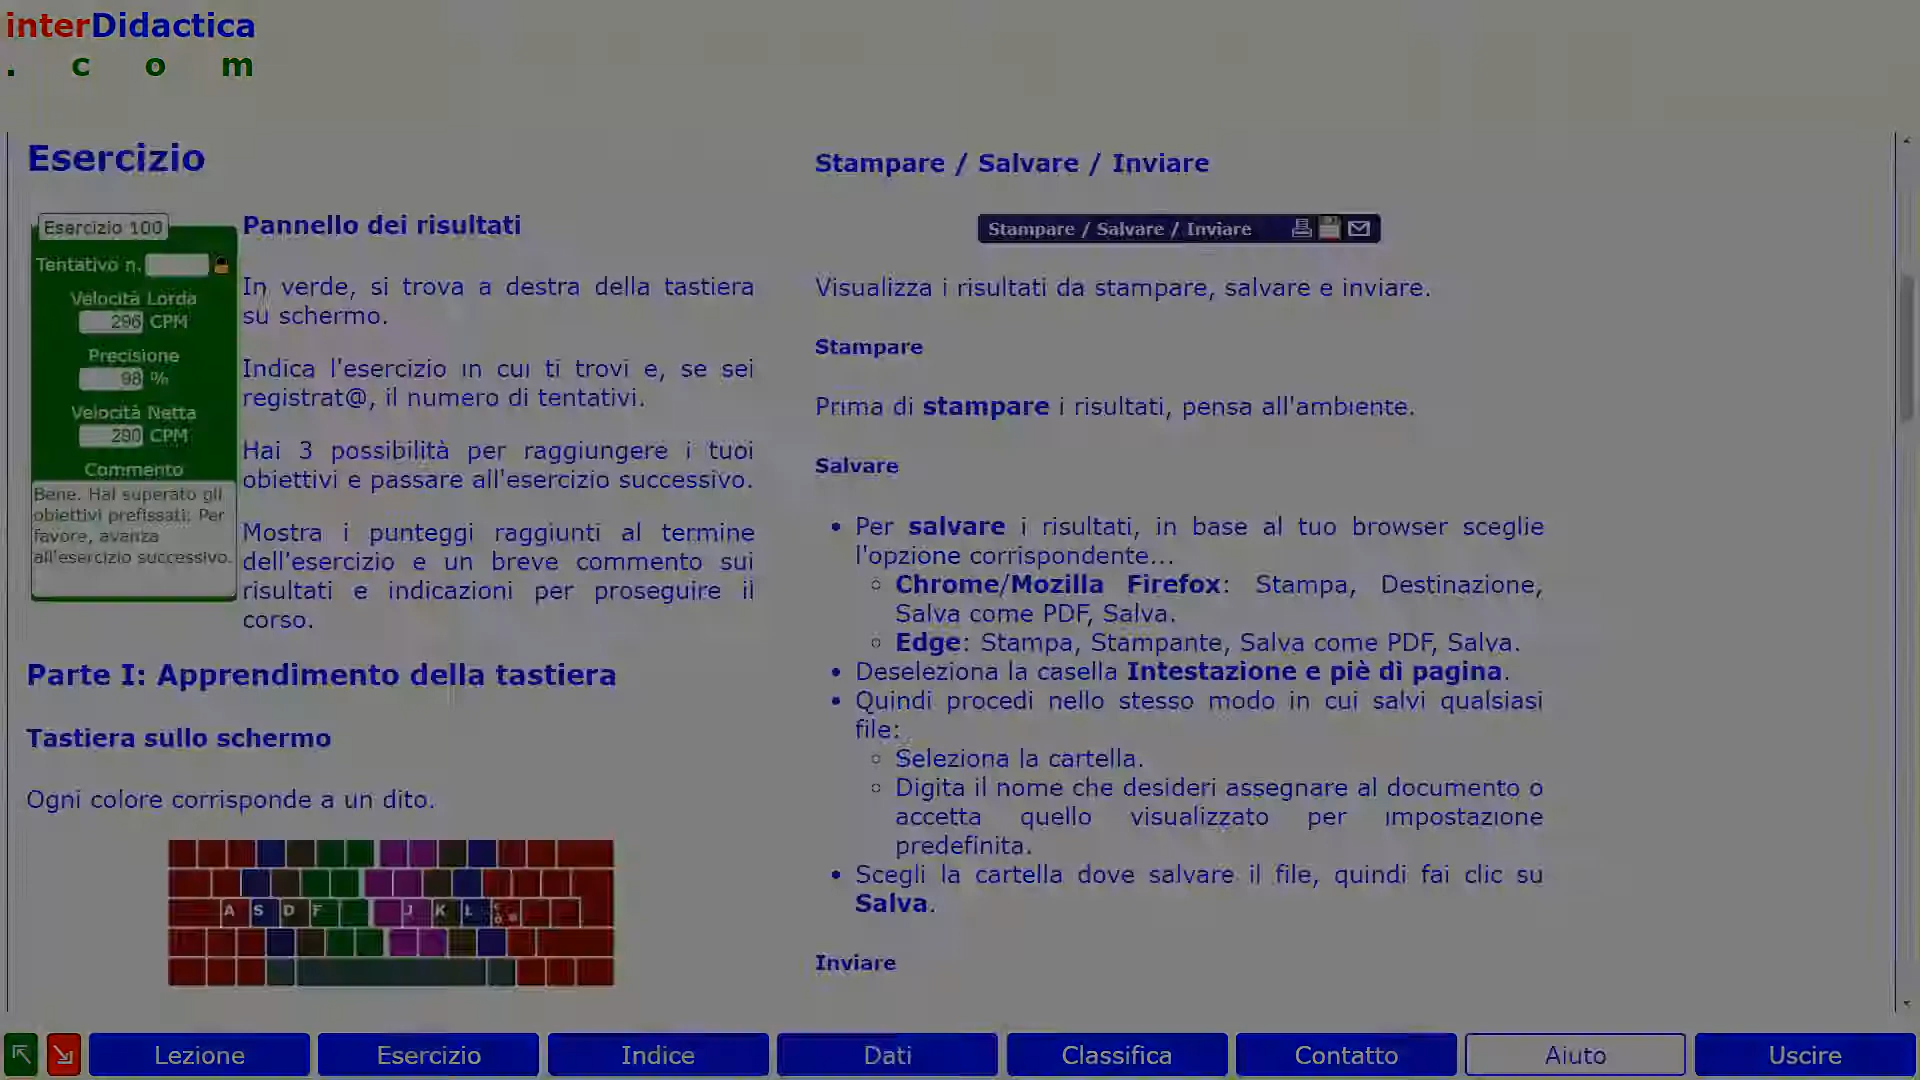 interDidactica
. c o m
Esercizio
Esercizio 100
Tentativo n.
Velocità Lorda
296 CPM
Precisione
98 %
Velocità Netta
290 CPM
Commento
Bene. Hai superato gli
obiettivi prefissati: Per
favore, avanza
all'esercizio successivo.
Pannello dei risultati
In verde, si trova a destra della tastiera
su schermo.
Indica l'esercizio in cui ti trovi e, se sei
registrat@, il numero di tentativi.
Hai 3 possibilità per raggiungere i tuoi
obiettivi e passare all'esercizio successivo.
Mostra i punteggi raggiunti al termine
dell'esercizio e un breve commento sui
risultati e indicazioni per proseguire il
corso.
Parte I: Apprendimento della tastiera
Tastiera sullo schermo
Ogni colore corrisponde a un dito.
A S D F J K L
Stampare / Salvare / Inviare
Stampare / Salvare / Inviare
Visualizza i risultati da stampare, salvare e inviare.
Stampare
Prima di stampare i risultati, pensa all'ambiente.
Salvare
• Per salvare i risultati, in base al tuo browser sceglie
l'opzione corrispondente...
◦ Chrome/Mozilla Firefox: Stampa, Destinazione,
Salva come PDF, Salva.
◦ Edge: Stampa, Stampante, Salva come PDF, Salva.
• Deseleziona la casella Intestazione e piè di pagina.
• Quindi procedi nello stesso modo in cui salvi qualsiasi
file:
◦ Seleziona la cartella.
◦ Digita il nome che desideri assegnare al documento o
accetta quello visualizzato per impostazione
predefinita.
• Scegli la cartella dove salvare il file, quindi fai clic su
Salva.
Inviare
Lezione
Esercizio
Indice
Dati
Classifica
Contatto
Aiuto
Uscire